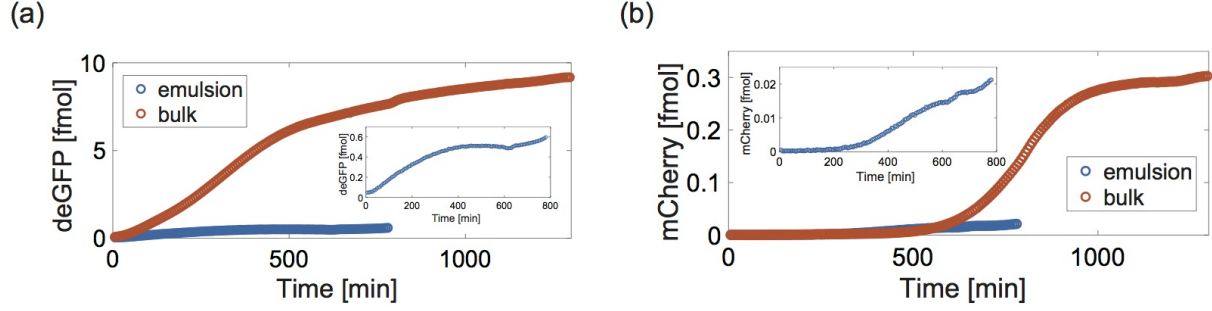 (a)
deGFP [fmol]
10
5
0
emulsion
bulk
deGFP [fmol]
0.6
0.4
0.2
0
0 200 400 600 800
Time [min]
0 500 1000
Time [min]
(b)
mCherry [fmol]
0.3
0.2
0.1
0
mCherry [fmol]
0.02
0.01
0
0 200 400 600 800
Time [min]
emulsion
bulk
0 500 1000
Time [min]